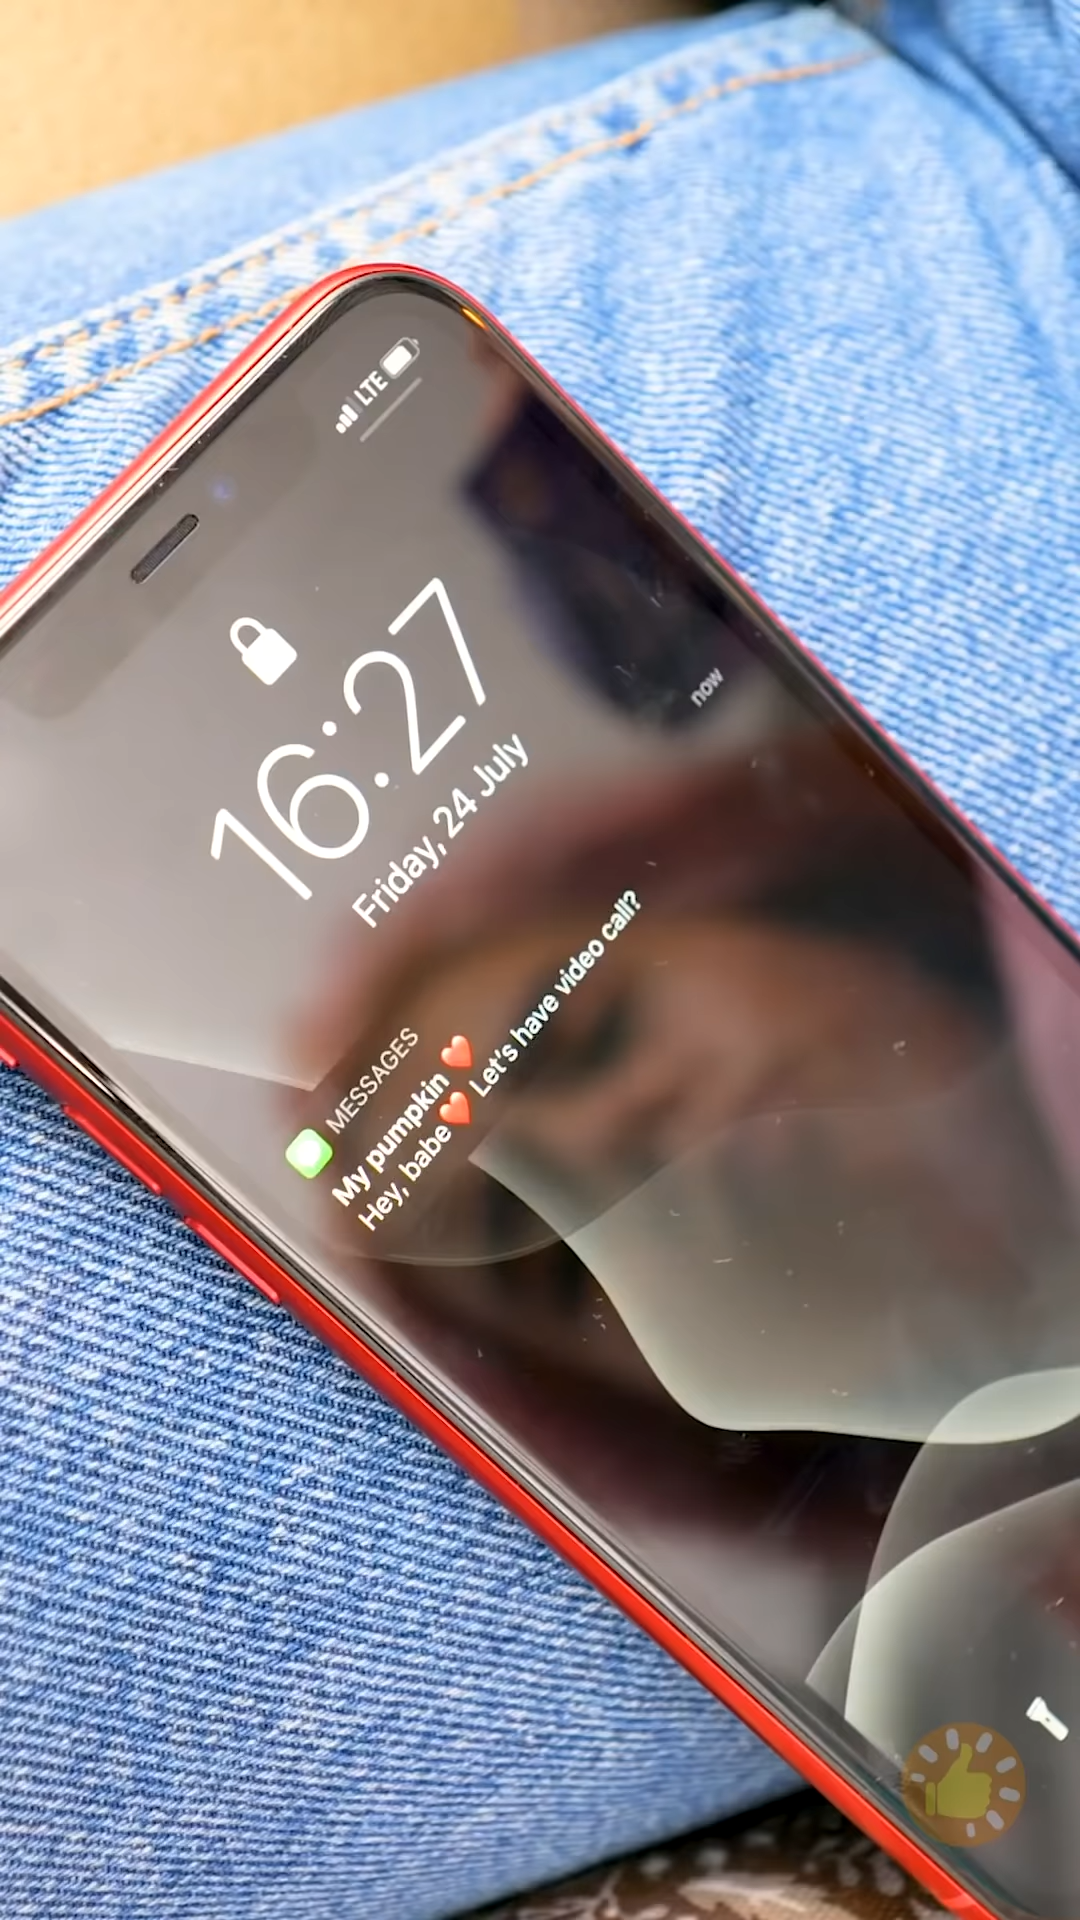 LTE
16:27
Friday, 24 July
MESSAGES
now
My pumpkin ❤️
Hey, babe❤️ Let's have video call?